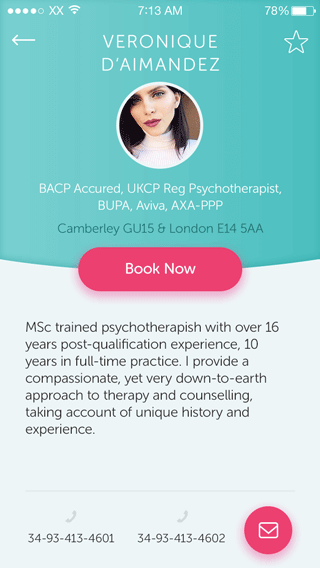 XX 7:13 AM 78%
VERONIQUE
D'AIMANDEZ
BACP Accured, UKCP Reg Psychotherapist,
BUPA, Aviva, AXA-PPP
Camberley GU15 & London E14 5AA
Book Now
MSc trained psychotherapish with over 16
years post-qualification experience, 10
years in full-time practice. I provide a
compassionate, yet very down-to-earth
approach to therapy and counselling,
taking account of unique history and
experience.
34-93-413-4601 34-93-413-4602